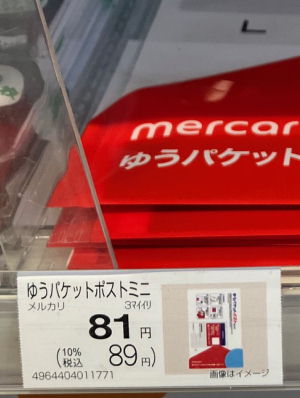 mercar
ゆうパケット
ゆうパケットポストミニ
メルカリ 3マイイリ
81円
(10%税込 89円)
4964404011771
画像はイメージ